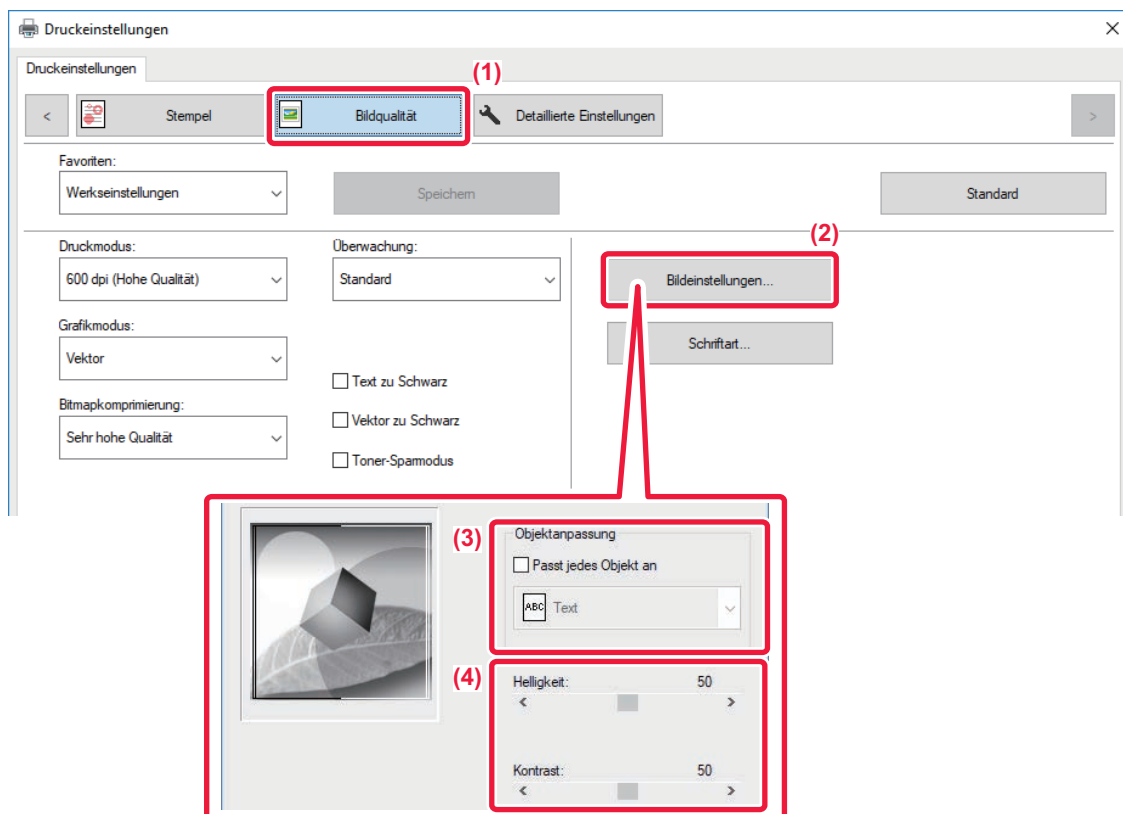 Druckeinstellungen
Druckeinstellungen
(1)
< Stempel Bildqualität Detaillierte Einstellungen >
Favoriten:
Werkseinstellungen Speichern Standard
(2)
Druckmodus: Überwachung:
600 dpi (Hohe Qualität) Standard Bildeinstellungen...
Grafikmodus:
Schriftart...
Vektor
Text zu Schwarz
Bitmapkomprimierung:
Vektor zu Schwarz
Sehr hohe Qualität
Toner-Sparmodus
(3) Objektanpassung
Passt jedes Objekt an
ABC Text
(4) Helligkeit: 50
< >
Kontrast: 50
< >